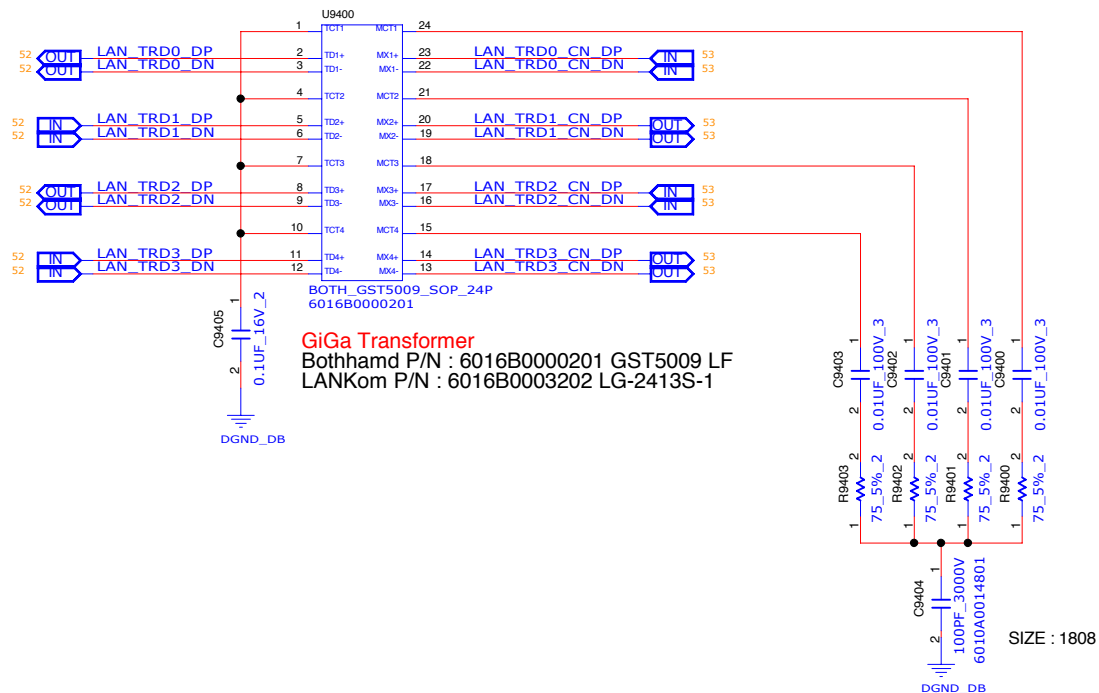 U9400
1 TCT1 MCT1 24
52 OUT LAN_TRD0_DP 2 TD1+ MX1+ 23 LAN_TRD0_CN_DP IN 53
52 OUT LAN_TRD0_DN 3 TD1- MX1- 22 LAN_TRD0_CN_DN IN 53
4 TCT2 MCT2 21
52 IN LAN_TRD1_DP 5 TD2+ MX2+ 20 LAN_TRD1_CN_DP OUT 53
52 IN LAN_TRD1_DN 6 TD2- MX2- 19 LAN_TRD1_CN_DN OUT 53
7 TCT3 MCT3 18
52 OUT LAN_TRD2_DP 8 TD3+ MX3+ 17 LAN_TRD2_CN_DP IN 53
52 OUT LAN_TRD2_DN 9 TD3- MX3- 16 LAN_TRD2_CN_DN IN 53
10 TCT4 MCT4 15
52 IN LAN_TRD3_DP 11 TD4+ MX4+ 14 LAN_TRD3_CN_DP OUT 53
52 IN LAN_TRD3_DN 12 TD4- MX4- 13 LAN_TRD3_CN_DN OUT 53
BOTH_GST5009_SOP_24P
6016B0000201
1 2 C9405 0.1UF_16V_2
DGND_DB
GiGa Transformer
Bothhamd P/N : 6016B0000201 GST5009 LF
LANKom P/N : 6016B0003202 LG-2413S-1
1 2 C9403 0.01UF_100V_3
1 2 C9402 0.01UF_100V_3
1 2 C9401 0.01UF_100V_3
1 2 C9400 0.01UF_100V_3
2 1 R9403 75_5%_2
2 1 R9402 75_5%_2
2 1 R9401 75_5%_2
2 1 R9400 75_5%_2
1 2 C9404 100PF_3000V
6010A0014801
SIZE : 1808
DGND_DB